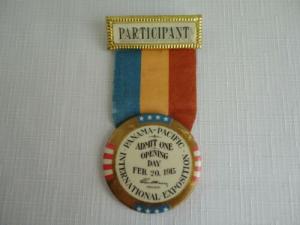 PARTICIPANT
PANAMA-PACIFIC
INTERNATIONAL EXPOSITION
ADMIT ONE
OPENING
DAY
FEB. 20, 1915